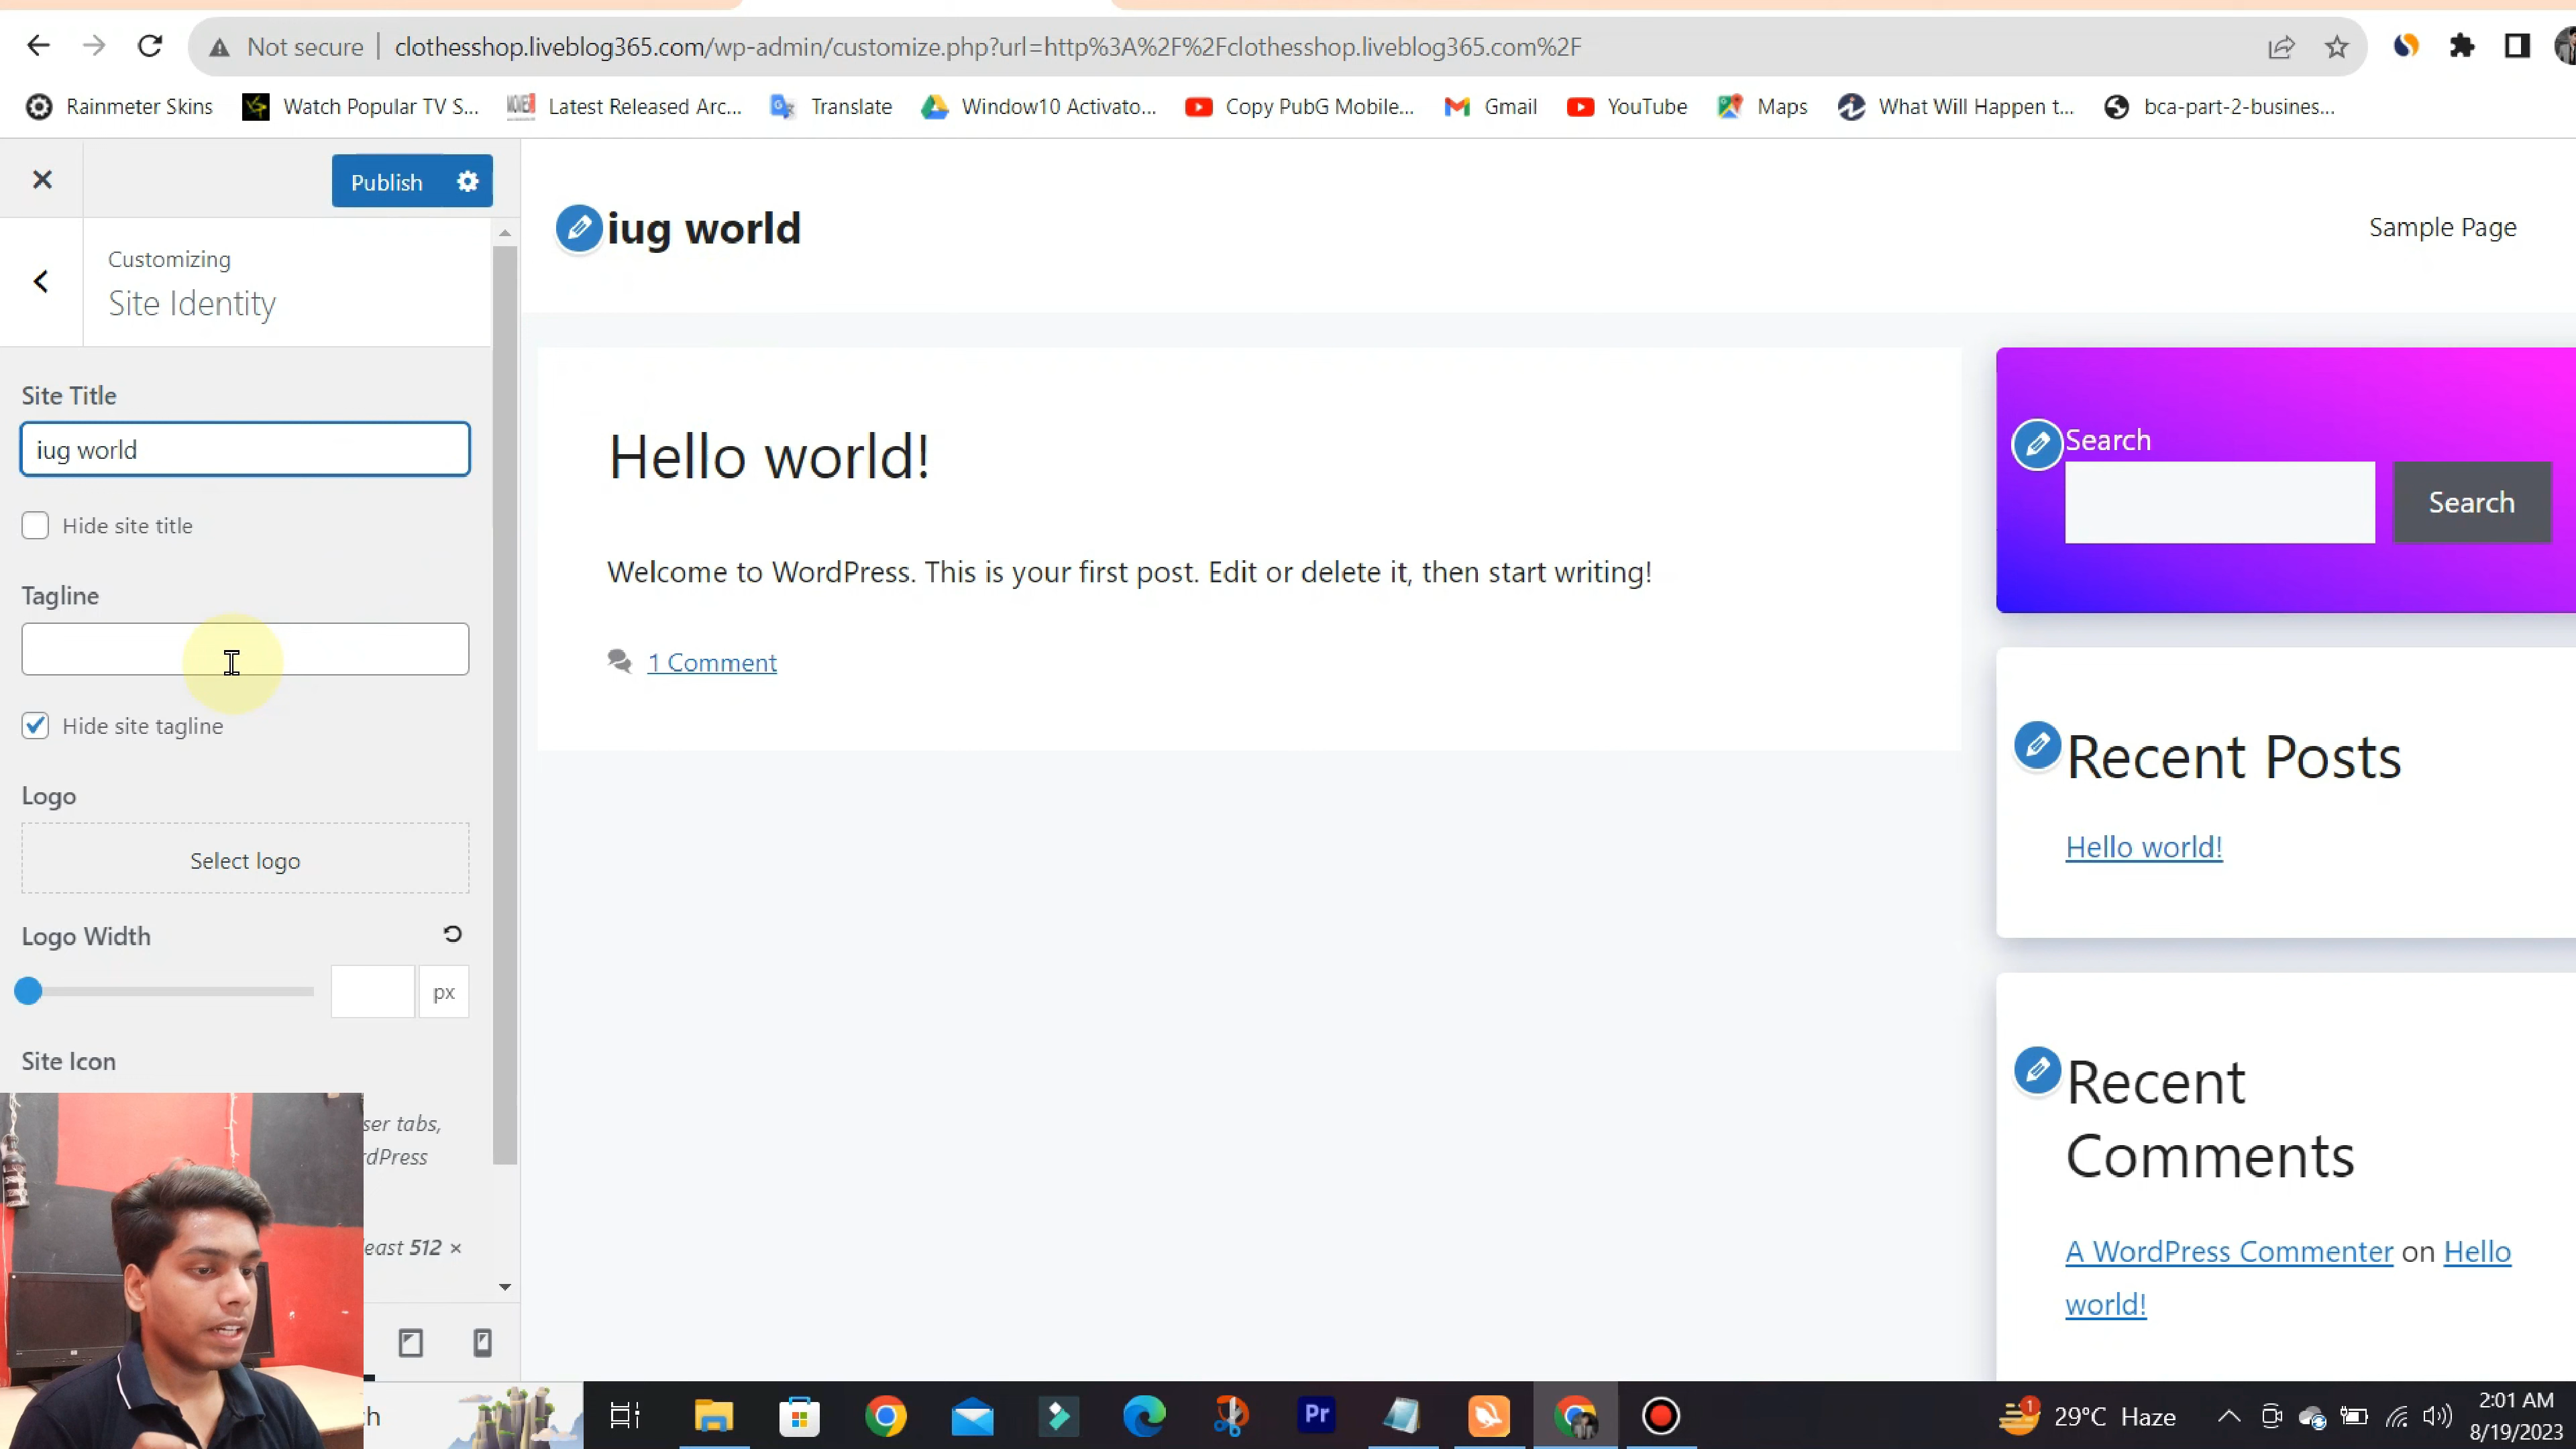 Not secure | clothesshop.liveblog365.com/wp-admin/customize.php?url=http%3A%2F%2Fclothesshop.liveblog365.com%2F
Rainmeter Skins Watch Popular TV S... Latest Released Arc... Translate Window10 Activato... Copy PubG Mobile... Gmail YouTube Maps What Will Happen t... bca-part-2-busines...
Publish
Customizing
Site Identity
Site Title
iug world
Hide site title
Tagline
Hide site tagline
Logo
Select logo
Logo Width
px
Site Icon
ser tabs,
rdPress
east 512 ×
iug world
Sample Page
Hello world!
Welcome to WordPress. This is your first post. Edit or delete it, then start writing!
1 Comment
Search
Search
Recent Posts
Hello world!
Recent
Comments
A WordPress Commenter on Hello
world!
h
Pr
1
29°C Haze
2:01 AM
8/19/2023